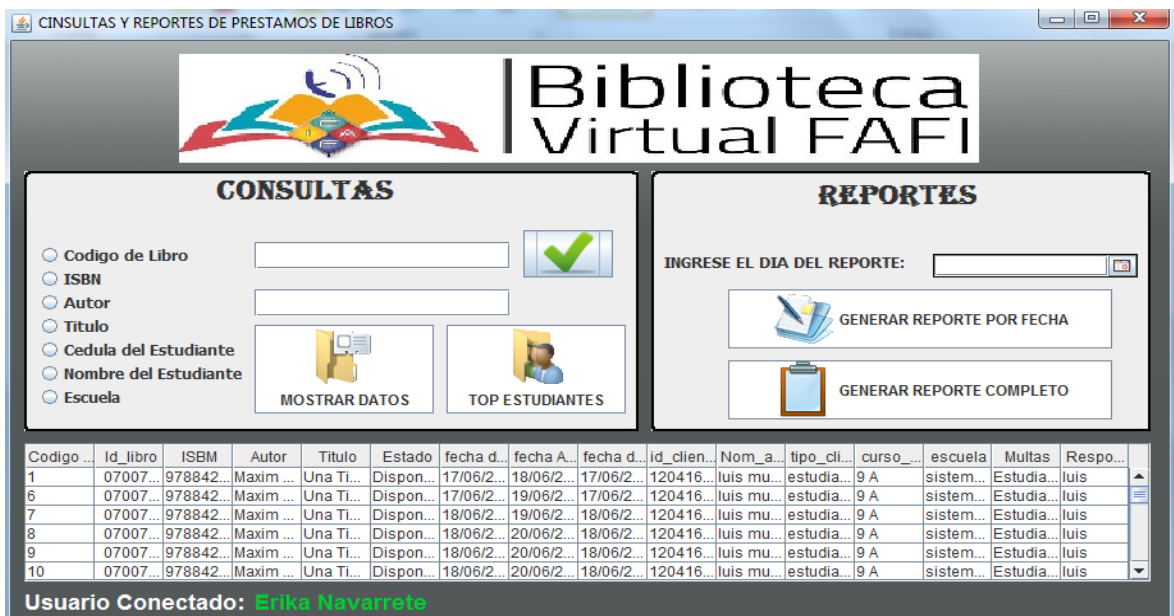 CINSULTAS Y REPORTES DE PRESTAMOS DE LIBROS
Biblioteca
Virtual FAFI
CONSULTAS
Codigo de Libro
ISBN
Autor
Titulo
Cedula del Estudiante
Nombre del Estudiante
Escuela
MOSTRAR DATOS
TOP ESTUDIANTES
REPORTES
INGRESE EL DIA DEL REPORTE:
GENERAR REPORTE POR FECHA
GENERAR REPORTE COMPLETO
Codigo ... Id_libro ISBM Autor Titulo Estado fecha d... fecha A... fecha d... id_clien... Nom_a... tipo_cli... curso_... escuela Multas Respo...
1 07007... 978842... Maxim ... Una Ti... Dispon... 17/06/2... 18/06/2... 17/06/2... 120416... luis mu... estudia... 9 A sistem... Estudia... luis
6 07007... 978842... Maxim ... Una Ti... Dispon... 17/06/2... 19/06/2... 17/06/2... 120416... luis mu... estudia... 9 A sistem... Estudia... luis
7 07007... 978842... Maxim ... Una Ti... Dispon... 18/06/2... 19/06/2... 18/06/2... 120416... luis mu... estudia... 9 A sistem... Estudia... luis
8 07007... 978842... Maxim ... Una Ti... Dispon... 18/06/2... 20/06/2... 18/06/2... 120416... luis mu... estudia... 9 A sistem... Estudia... luis
9 07007... 978842... Maxim ... Una Ti... Dispon... 18/06/2... 20/06/2... 18/06/2... 120416... luis mu... estudia... 9 A sistem... Estudia... luis
10 07007... 978842... Maxim ... Una Ti... Dispon... 18/06/2... 20/06/2... 18/06/2... 120416... luis mu... estudia... 9 A sistem... Estudia... luis
Usuario Conectado: Erika Navarrete